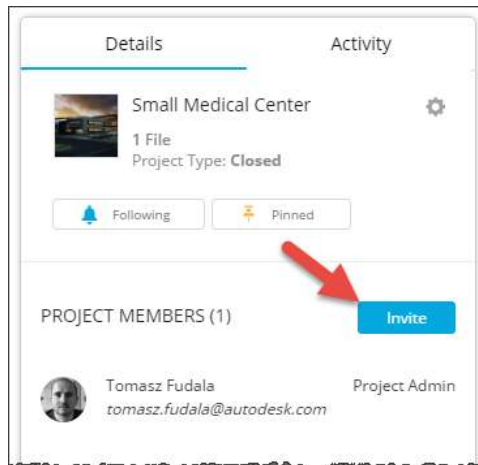 Details Activity
Small Medical Center
1 File
Project Type: Closed
Following Pinned
PROJECT MEMBERS (1) Invite
Tomasz Fudala Project Admin
tomasz.fudala@autodesk.com